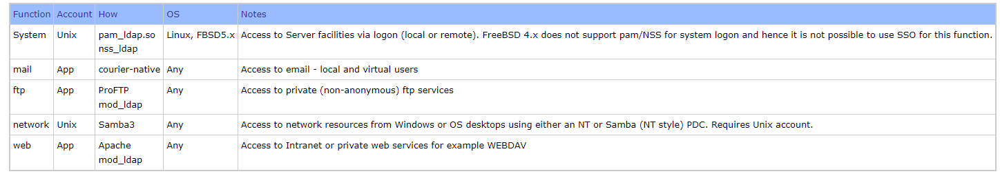 Function Account How OS Notes
System Unix pam_ldap.so Linux, FBSD5.x Access to Server facilities via logon (local or remote). FreeBSD 4.x does not support pam/NSS for system logon and hence it is not possible to use SSO for this function.
nss_ldap
mail App courier-native Any Access to email - local and virtual users
ftp App ProFTP Any Access to private (non-anonymous) ftp services
mod_ldap
network Unix Samba3 Any Access to network resources from Windows or OS desktops using either an NT or Samba (NT style) PDC. Requires Unix account.
web App Apache Any Access to Intranet or private web services for example WEBDAV
mod_ldap